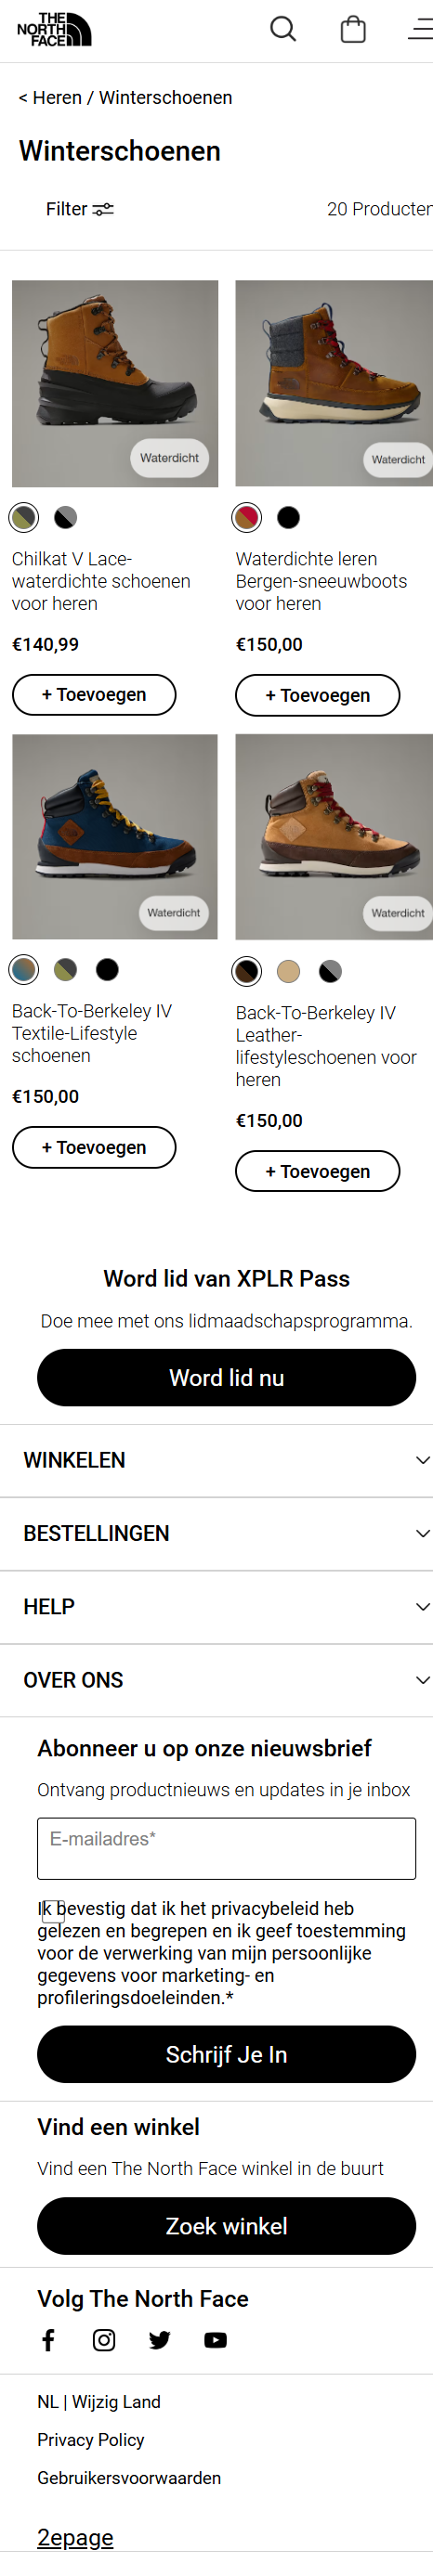 THE
NORTH
FACE
< Heren / Winterschoenen
Winterschoenen
Filter
20 Producten
Waterdicht
Waterdicht
Chilkat V Lace-
waterdichte schoenen
voor heren
€140,99
+ Toevoegen
Waterdichte leren
Bergen-sneeuwboots
voor heren
€150,00
+ Toevoegen
Waterdicht
Waterdicht
Back-To-Berkeley IV
Textile-Lifestyle
schoenen
€150,00
+ Toevoegen
Back-To-Berkeley IV
Leather-
lifestyleschoenen voor
heren
€150,00
+ Toevoegen
Word lid van XPLR Pass
Doe mee met ons lidmaadschapsprogramma.
Word lid nu
WINKELEN
BESTELLINGEN
HELP
OVER ONS
Abonneer u op onze nieuwsbrief
Ontvang productnieuws en updates in je inbox
E-mailadres*
Ik bevestig dat ik het privacybeleid heb
gelezen en begrepen en ik geef toestemming
voor de verwerking van mijn persoonlijke
gegevens voor marketing- en
profileringsdoeleinden.*
Schrijf Je In
Vind een winkel
Vind een The North Face winkel in de buurt
Zoek winkel
Volg The North Face
NL | Wijzig Land
Privacy Policy
Gebruikersvoorwaarden
2epage